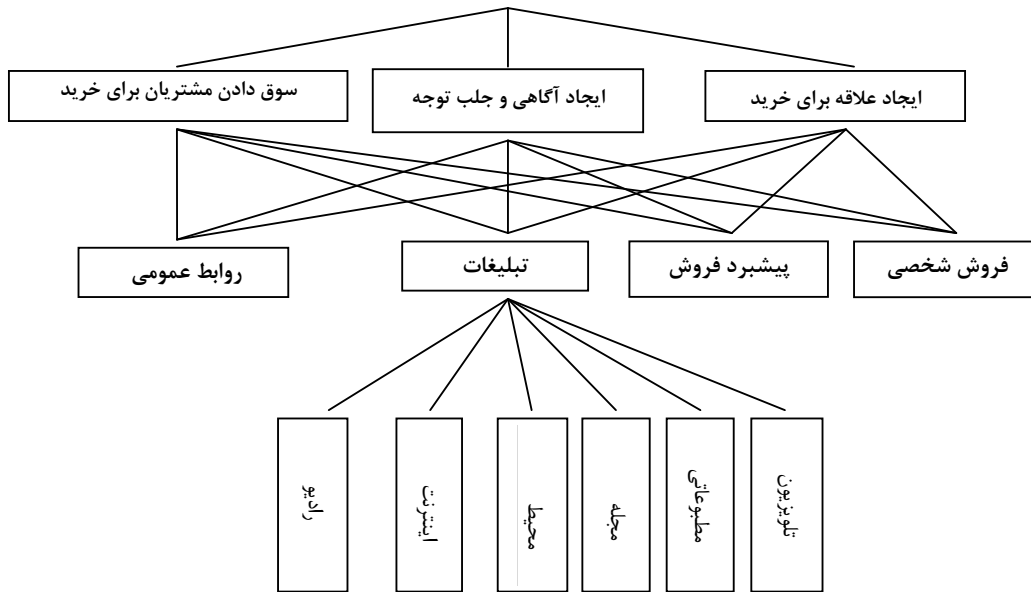 ایجاد علاقه برای خرید
ایجاد آگاهی و جلب توجه
سوق دادن مشتریان برای خرید
فروش شخصی
پیشبرد فروش
تبلیغات
روابط عمومی
تلویزیون
مطبوعاتی
مجله
محیط
اینترنت
رادیو